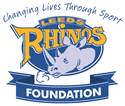 Changing Lives Through Sport
LEEDS
RHINOS
FOUNDATION